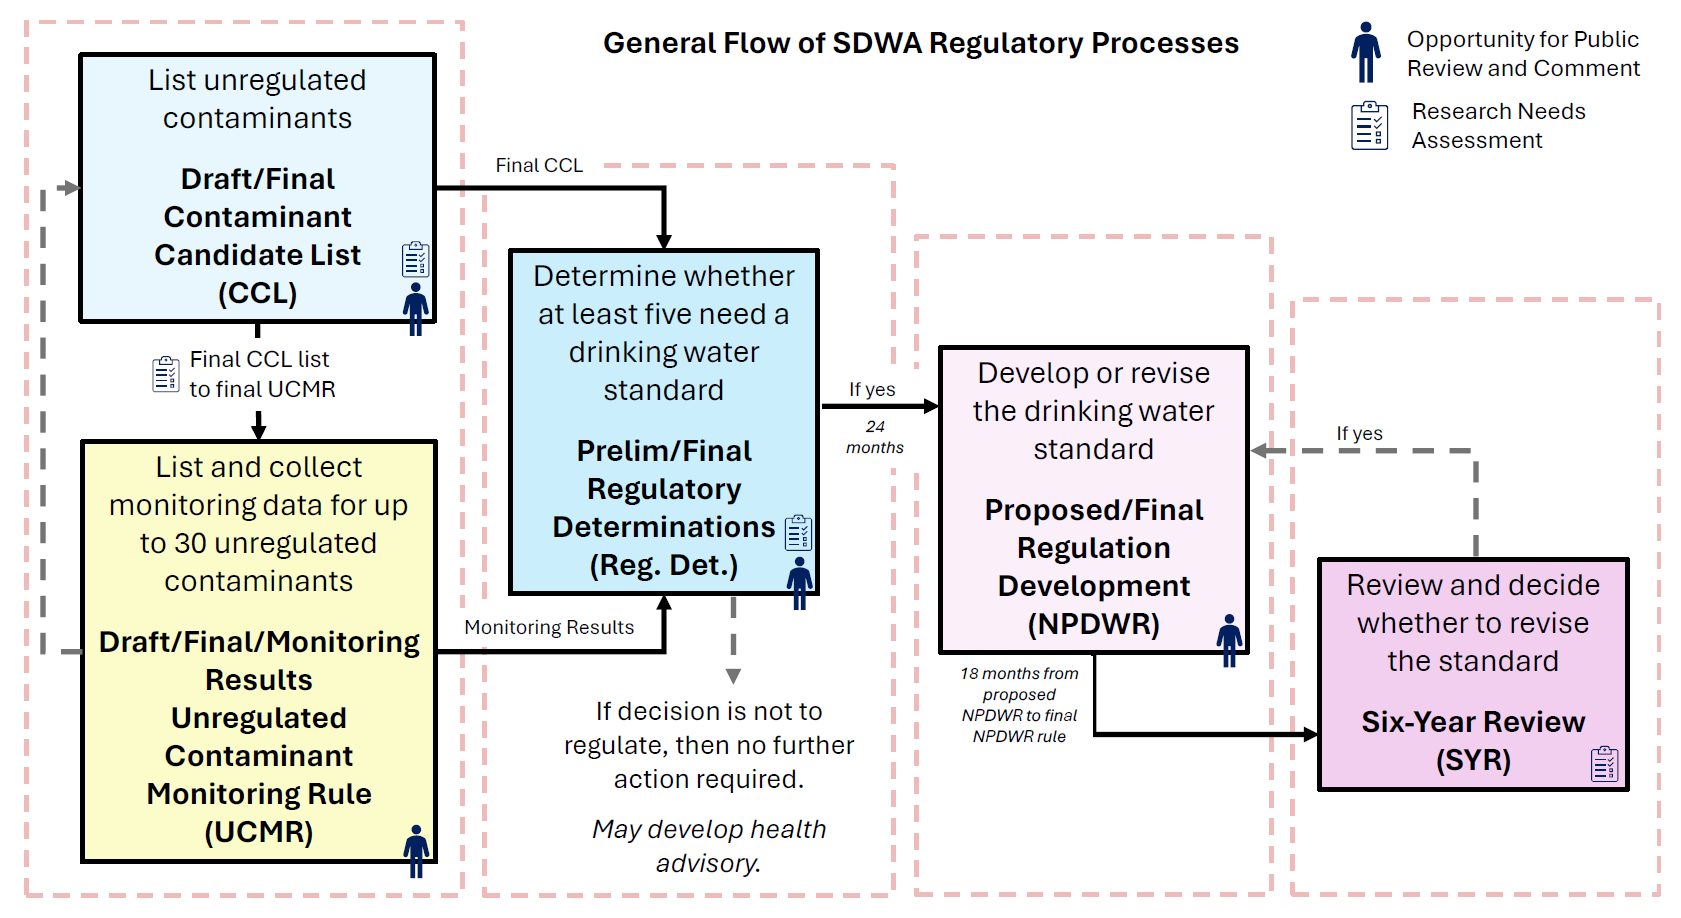 General Flow of SDWA Regulatory Processes
Opportunity for Public
Review and Comment
Research Needs
Assessment
List unregulated
contaminants
Draft/Final
Contaminant
Candidate List
(CCL)
Final CCL list
to final UCMR
List and collect
monitoring data for up
to 30 unregulated
contaminants
Draft/Final/Monitoring
Results
Unregulated
Contaminant
Monitoring Rule
(UCMR)
Final CCL
Monitoring Results
Determine whether
at least five need a
drinking water
standard
Prelim/Final
Regulatory
Determinations
(Reg. Det.)
If decision is not to
regulate, then no further
action required.
May develop health
advisory.
If yes
24
months
Develop or revise
the drinking water
standard
Proposed/Final
Regulation
Development
(NPDWR)
18 months from
proposed
NPDWR to final
NPDWR rule
If yes
Review and decide
whether to revise
the standard
Six-Year Review
(SYR)